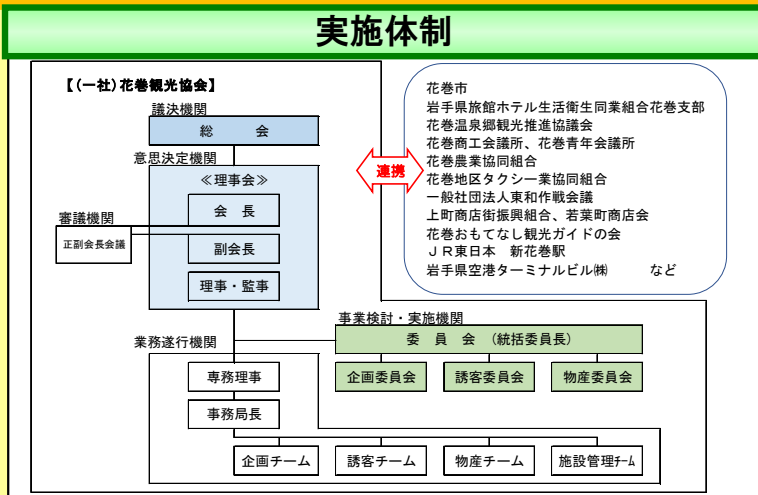 実施体制
【(一社)花巻観光協会】
議決機関
総　会
意思決定機関
≪理事会≫
会　長
審議機関
正副会長会議
副会長
理事・監事
連携
花巻市
岩手県旅館ホテル生活衛生同業組合花巻支部
花巻温泉郷観光推進協議会
花巻商工会議所、花巻青年会議所
花巻農業協同組合
花巻地区タクシー業協同組合
一般社団法人東和作戦会議
上町商店街振興組合、若葉町商店会
花巻おもてなし観光ガイドの会
ＪＲ東日本　新花巻駅
岩手県空港ターミナルビル㈱　　など
事業検討・実施機関
委　員　会　(統括委員長)
企画委員会　誘客委員会　物産委員会
業務遂行機関
専務理事
事務局長
企画チーム　誘客チーム　物産チーム　施設管理ﾁｰﾑ